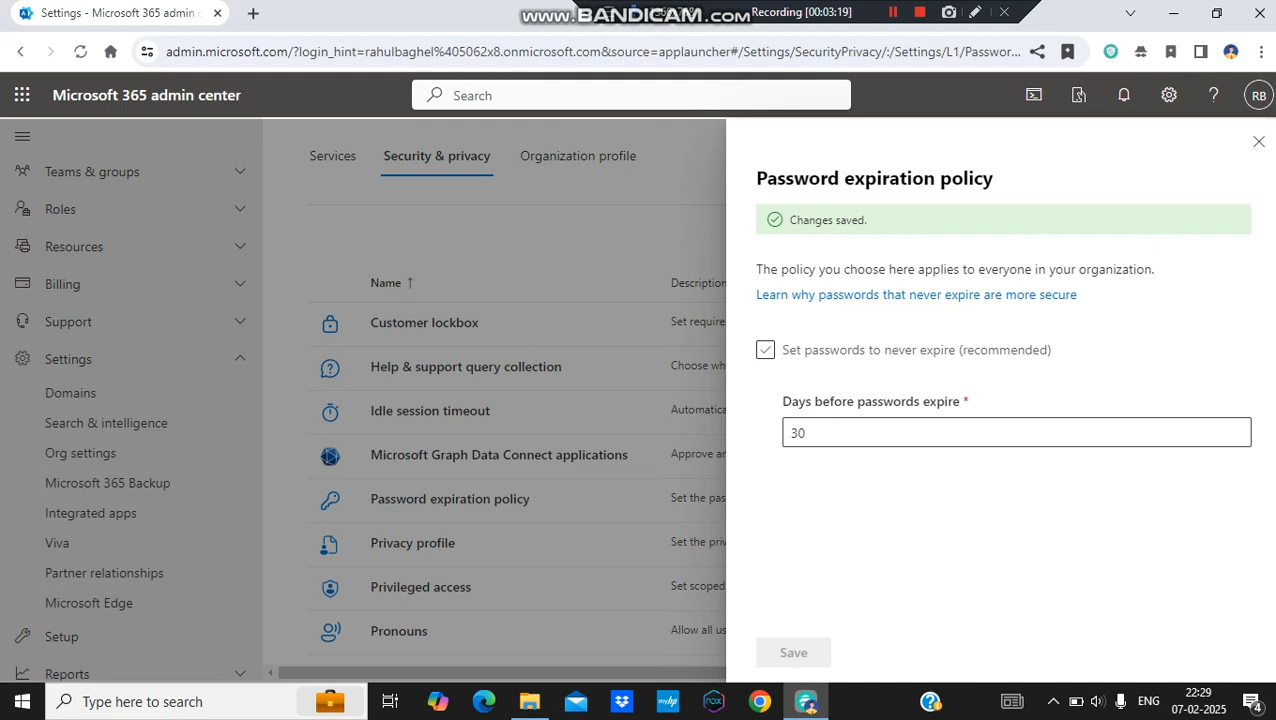 Microsoft 365 admin center
Settings - Microsoft 365 admin c
www.BANDICAM.com
Recording [00:03:19]
admin.microsoft.com/?login_hint=rahulbaghel%405062x8.onmicrosoft.com&source=applauncher#/Settings/SecurityPrivacy/:/Settings/L1/Passwor...
Microsoft 365 admin center
Search
RB
Teams & groups
Roles
Resources
Billing
Support
Settings
Domains
Search & intelligence
Org settings
Microsoft 365 Backup
Integrated apps
Viva
Partner relationships
Microsoft Edge
Setup
Reports
Services
Security & privacy
Organization profile
Name ↑
Description
Customer lockbox
Set require
Help & support query collection
Choose wh
Idle session timeout
Automatica
Microsoft Graph Data Connect applications
Approve ar
Password expiration policy
Set the pas
Privacy profile
Set the priv
Privileged access
Set scoped
Pronouns
Allow all us
Password expiration policy
Changes saved.
The policy you choose here applies to everyone in your organization.
Learn why passwords that never expire are more secure
Set passwords to never expire (recommended)
Days before passwords expire *
30
Save
Type here to search
ENG
22:29
07-02-2025
4